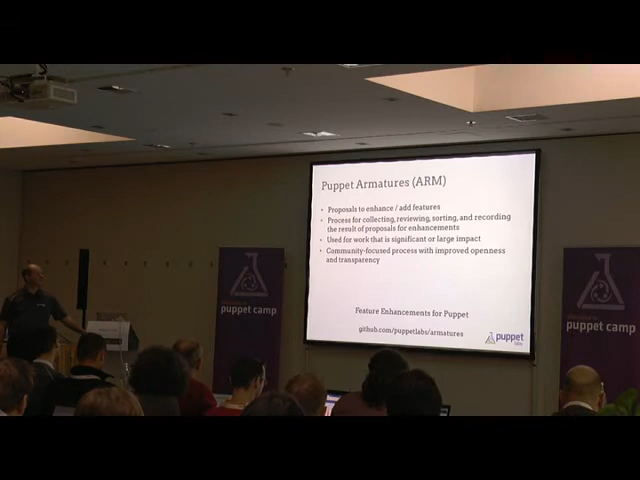 Puppet Armatures (ARM)
• Proposals to enhance / add features
• Process for collecting, reviewing, sorting, and recording
the result of proposals for enhancements
• Used for work that is significant or large impact
• Community-focused process with improved openness
and transparency
Feature Enhancements for Puppet
github.com/puppetlabs/armatures
puppet
labs
puppet camp
puppet camp